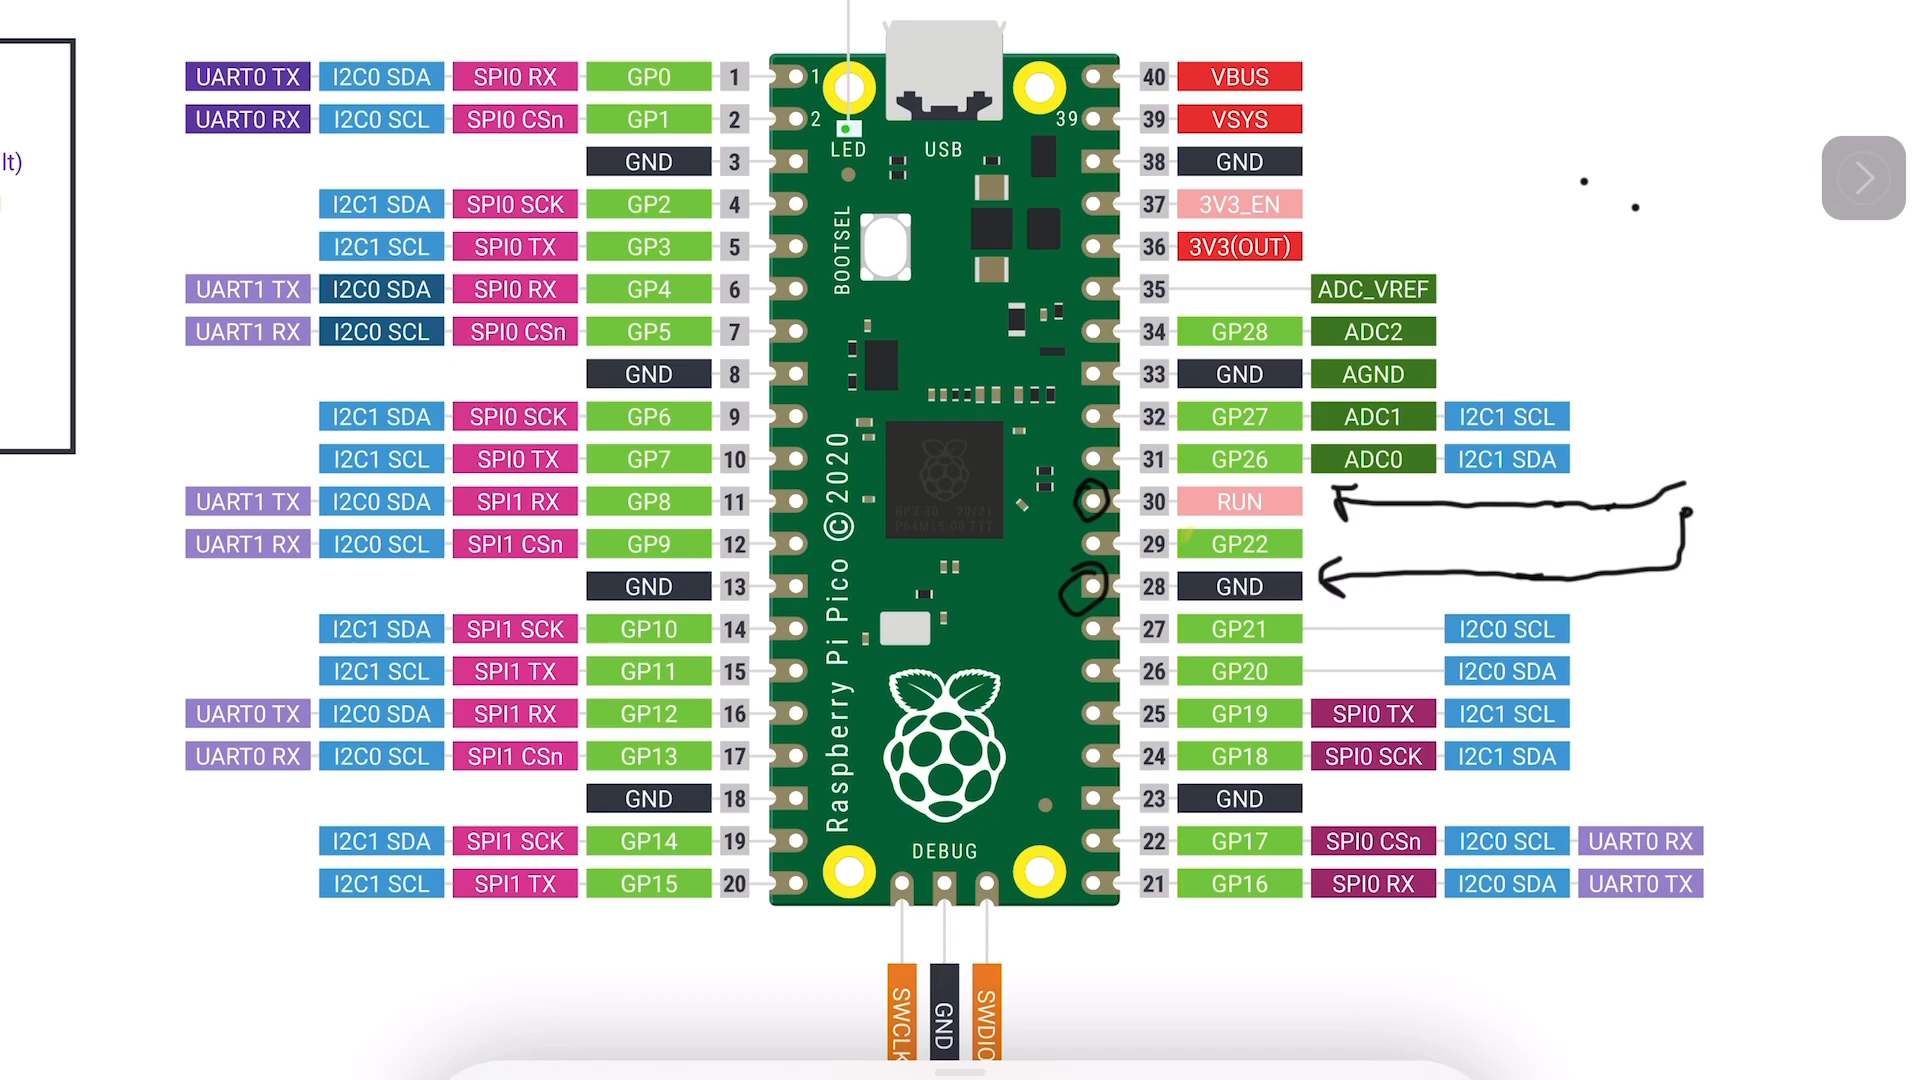 UART0 TX I2C0 SDA SPI0 RX GP0 1 1 40 VBUS
UART0 RX I2C0 SCL SPI0 CSn GP1 2 2 39 39 VSYS
LED USB
lt) GND 3 38 GND
I2C1 SDA SPI0 SCK GP2 4 37 3V3_EN
I2C1 SCL SPI0 TX GP3 5 BOOTSEL 36 3V3(OUT)
UART1 TX I2C0 SDA SPI0 RX GP4 6 35 ADC_VREF
UART1 RX I2C0 SCL SPI0 CSn GP5 7 34 GP28 ADC2
GND 8 33 GND AGND
I2C1 SDA SPI0 SCK GP6 9 32 GP27 ADC1 I2C1 SCL
I2C1 SCL SPI0 TX GP7 10 31 GP26 ADC0 I2C1 SDA
UART1 TX I2C0 SDA SPI1 RX GP8 11 30 RUN
UART1 RX I2C0 SCL SPI1 CSn GP9 12 29 GP22
GND 13 28 GND
I2C1 SDA SPI1 SCK GP10 14 27 GP21 I2C0 SCL
Raspberry Pi Pico ©2020
I2C1 SCL SPI1 TX GP11 15 26 GP20 I2C0 SDA
UART0 TX I2C0 SDA SPI1 RX GP12 16 25 GP19 SPI0 TX I2C1 SCL
UART0 RX I2C0 SCL SPI1 CSn GP13 17 24 GP18 SPI0 SCK I2C1 SDA
GND 18 23 GND
I2C1 SDA SPI1 SCK GP14 19 22 GP17 SPI0 CSn I2C0 SCL UART0 RX
DEBUG
I2C1 SCL SPI1 TX GP15 20 21 GP16 SPI0 RX I2C0 SDA UART0 TX
SWCLK GND SWDIO